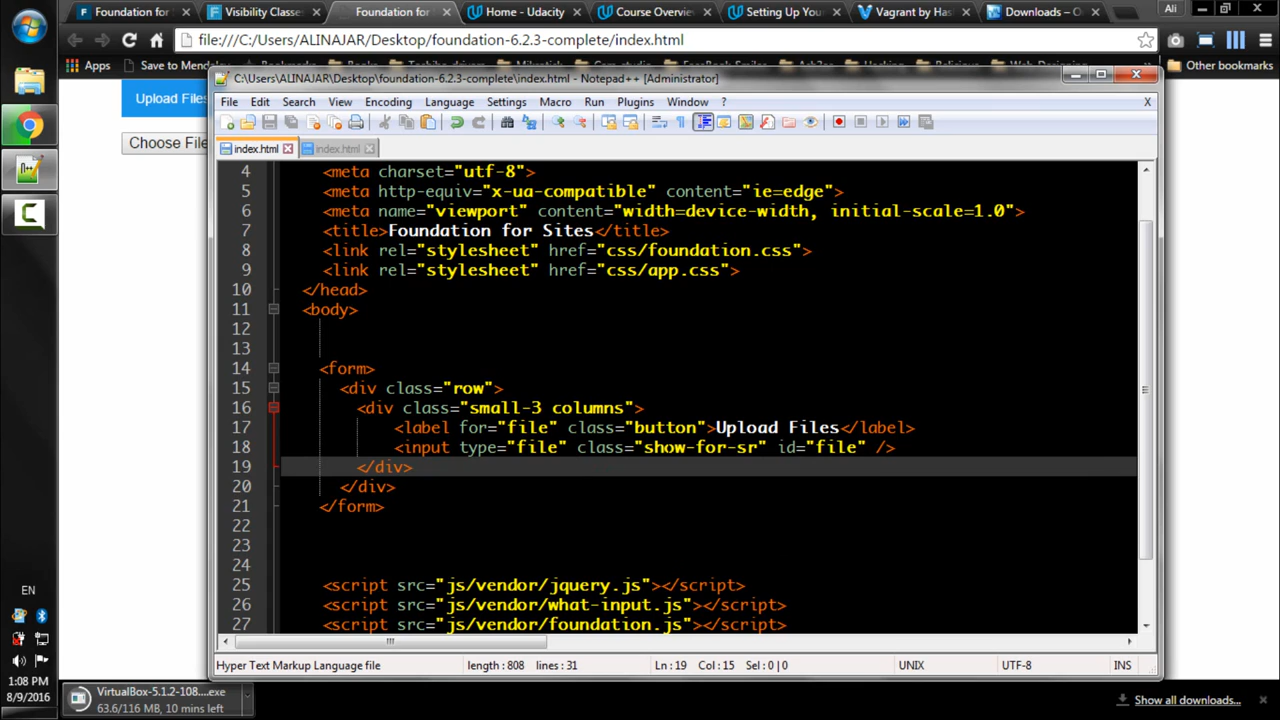 Foundation for
Visibility Classe
Foundation for
Home - Udacity
Course Overvie
Setting Up You
Vagrant by Has
Downloads – O
Ali
file:///C:/Users/ALINAJAR/Desktop/foundation-6.2.3-complete/index.html
Apps
Save to Mendeley
Other bookmarks
C:\Users\ALINAJAR\Desktop\foundation-6.2.3-complete\index.html - Notepad++ [Administrator]
Upload Files
File Edit Search View Encoding Language Settings Macro Run Plugins Window ? X
Choose File
index.html
index.html
4 <meta charset="utf-8">
5 <meta http-equiv="x-ua-compatible" content="ie=edge">
6 <meta name="viewport" content="width=device-width, initial-scale=1.0">
7 <title>Foundation for Sites</title>
8 <link rel="stylesheet" href="css/foundation.css">
9 <link rel="stylesheet" href="css/app.css">
10 </head>
11 <body>
12
13
14 <form>
15 <div class="row">
16 <div class="small-3 columns">
17 <label for="file" class="button">Upload Files</label>
18 <input type="file" class="show-for-sr" id="file" />
19 </div>
20 </div>
21 </form>
22
23
24
25 <script src="js/vendor/jquery.js"></script>
26 <script src="js/vendor/what-input.js"></script>
27 <script src="js/vendor/foundation.js"></script>
Hyper Text Markup Language file
length : 808 lines : 31
Ln : 19 Col : 15 Sel : 0 | 0
UNIX
UTF-8
INS
EN
1:08 PM
8/9/2016
VirtualBox-5.1.2-108....exe
63.6/116 MB, 10 mins left
Show all downloads...